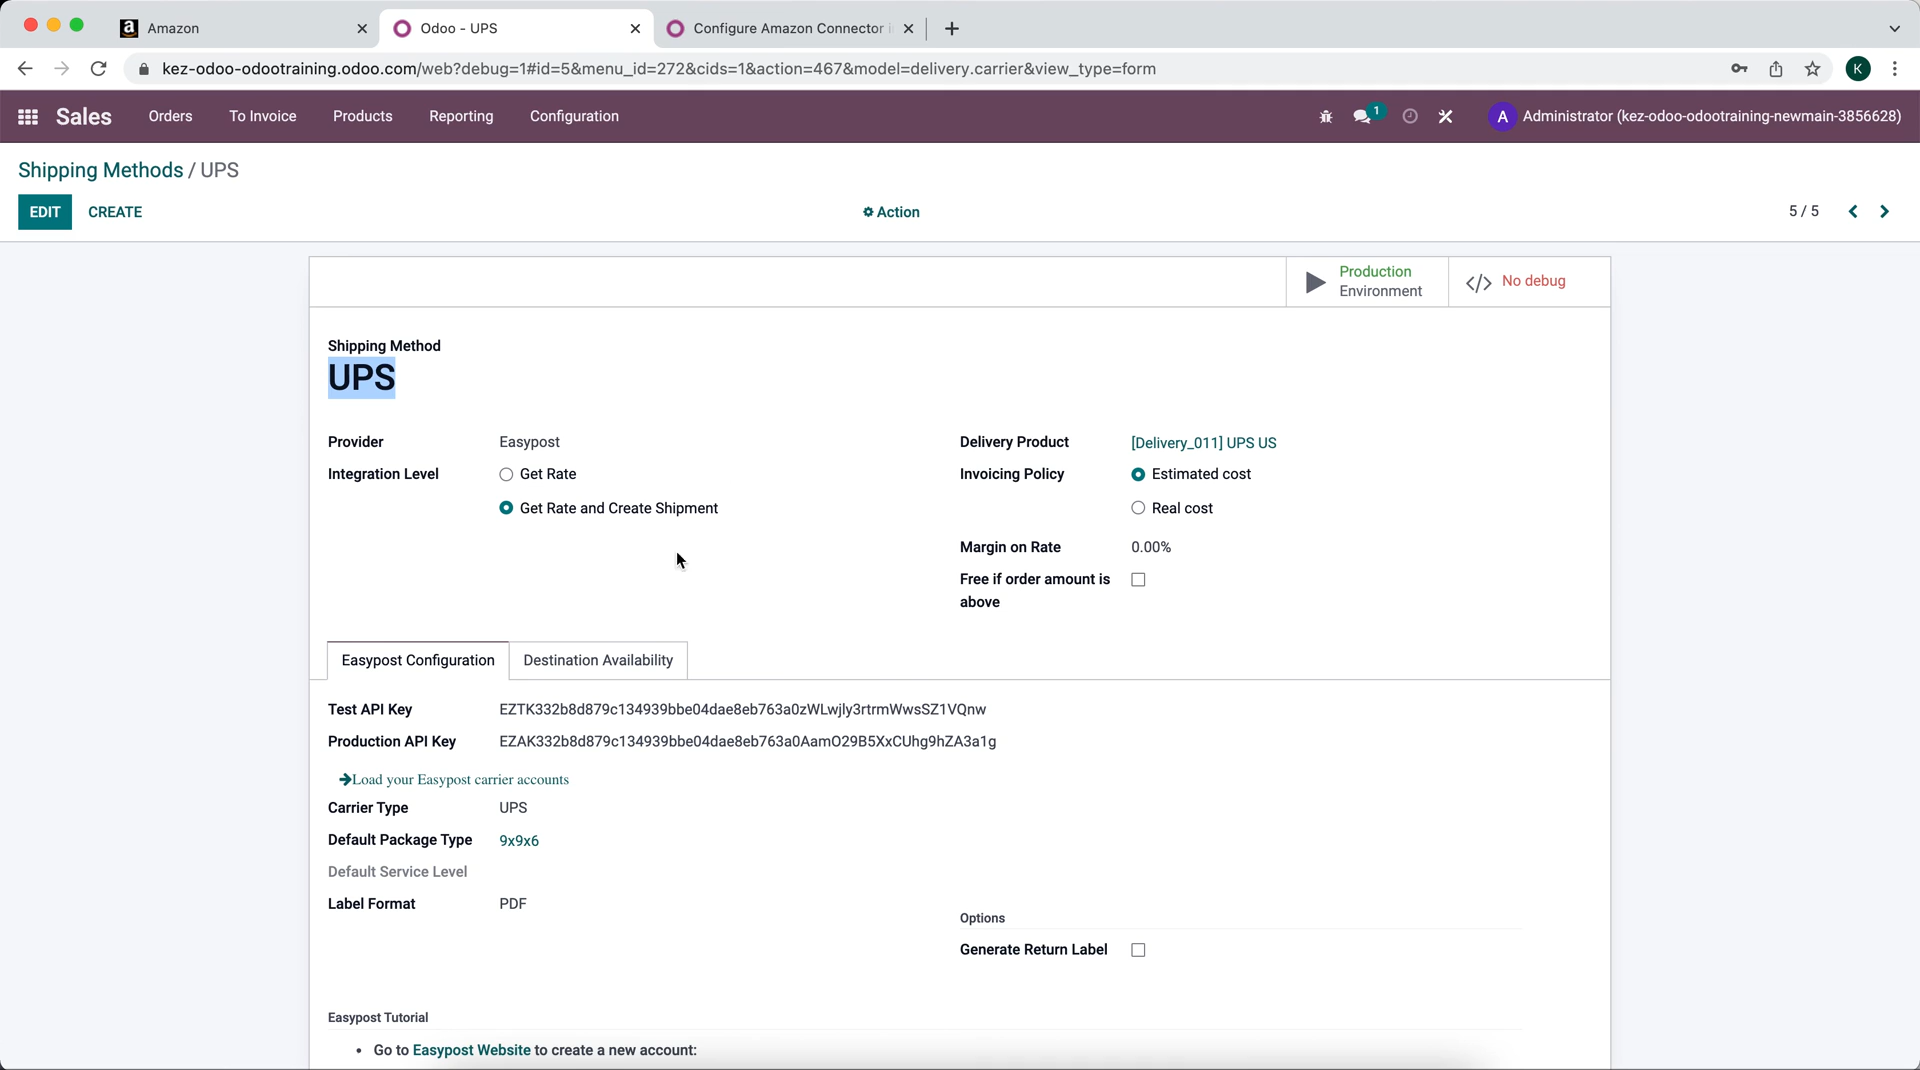 Amazon
Odoo - UPS
Configure Amazon Connector i
kez-odoo-odootraining.odoo.com/web?debug=1#id=5&menu_id=272&cids=1&action=467&model=delivery.carrier&view_type=form
K
Sales
Orders
To Invoice
Products
Reporting
Configuration
1
A
Administrator (kez-odoo-odootraining-newmain-3856628)
Shipping Methods / UPS
EDIT
CREATE
Action
5 / 5
Production
Environment
No debug
Shipping Method
UPS
Provider Easypost
Delivery Product [Delivery_011] UPS US
Integration Level Get Rate
Invoicing Policy Estimated cost
Get Rate and Create Shipment
Real cost
Margin on Rate 0.00%
Free if order amount is
above
Easypost Configuration
Destination Availability
Test API Key EZTK332b8d879c134939bbe04dae8eb763a0zWLwjly3rtrmWwsSZ1VQnw
Production API Key EZAK332b8d879c134939bbe04dae8eb763a0AamO29B5XxCUhg9hZA3a1g
Load your Easypost carrier accounts
Carrier Type UPS
Default Package Type 9x9x6
Default Service Level
Label Format PDF
Options
Generate Return Label
Easypost Tutorial
• Go to Easypost Website to create a new account: